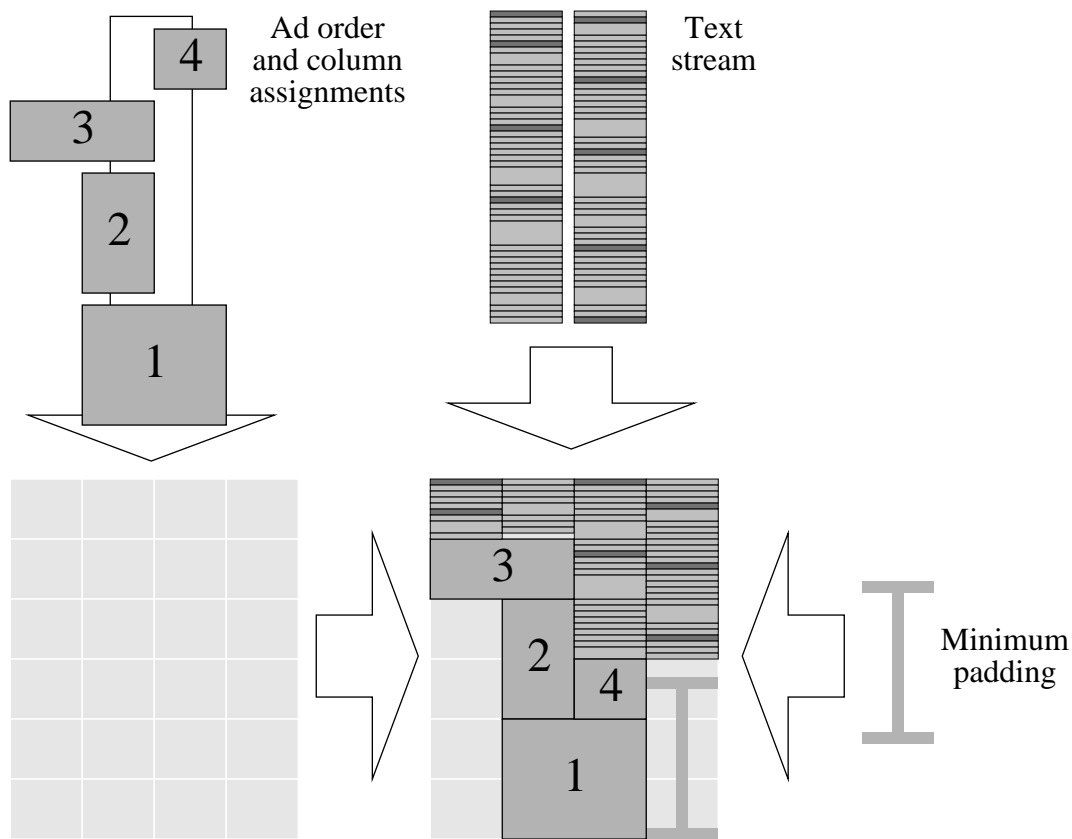 4
Ad order
and column
assignments
3
2
1
Text
stream
3
2
4
1
Minimum
padding